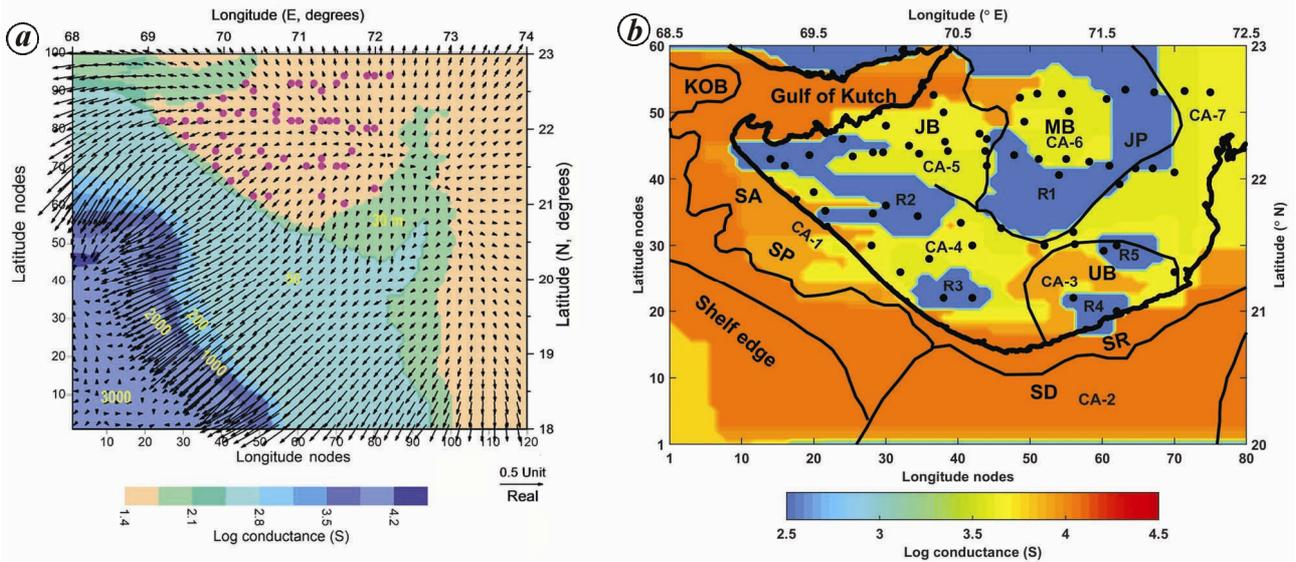 a
Longitude (E, degrees)
68 69 70 71 72 73 74
100
90
80
70
60
50
40
30
20
10
Latitude nodes
23
22
21
20
19
18
Latitude (N, degrees)
30 m
50
200
1000
2000
3000
10 20 30 40 50 60 70 80 90 100 110 120
Longitude nodes
0.5 Unit
Real
1.4 2.1 2.8 3.5 4.2
Log conductance (S)
b
Longitude (° E)
68.5 69.5 70.5 71.5 72.5
60
50
40
30
20
10
1
Latitude nodes
23
22
21
20
Latitude (° N)
KOB
Gulf of Kutch
JB
CA-5
MB
CA-6
JP
CA-7
SA
R2
R1
CA-1
SP
CA-4
R5
UB
CA-3
R3
R4
Shelf edge
SR
SD
CA-2
1 10 20 30 40 50 60 70 80
Longitude nodes
2.5 3 3.5 4 4.5
Log conductance (S)